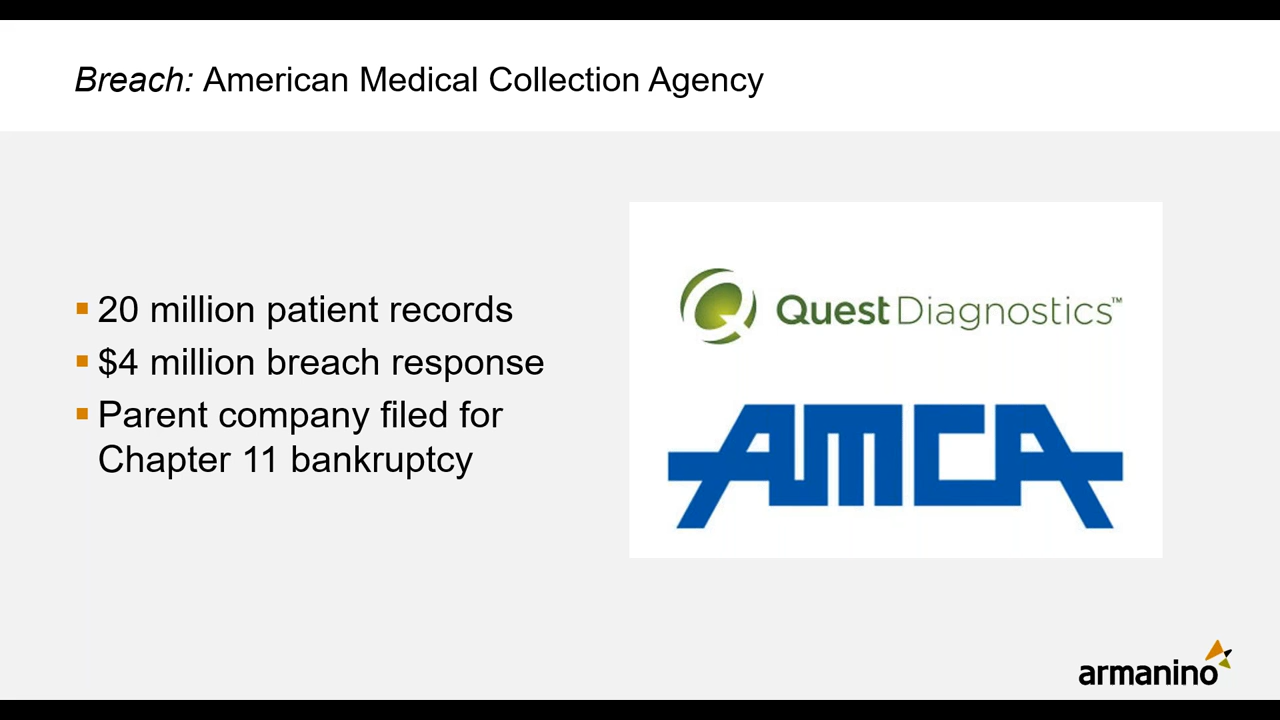 Breach: American Medical Collection Agency
20 million patient records
$4 million breach response
Parent company filed for
Chapter 11 bankruptcy
Quest Diagnostics™
AMCA
armanino